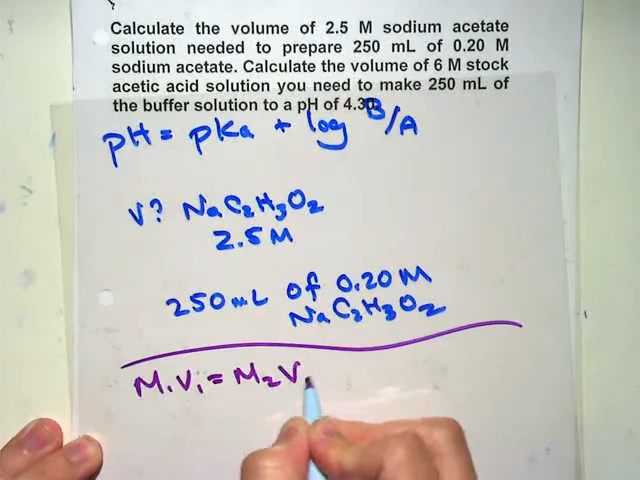 Calculate the volume of 2.5 M sodium acetate
solution needed to prepare 250 mL of 0.20 M
sodium acetate. Calculate the volume of 6 M stock
acetic acid solution you need to make 250 mL of
the buffer solution to a pH of 4.30.
pH = pKa + log B/A
V? NaC₂H₃O₂
2.5 M
250 mL of 0.20 M
NaC₂H₃O₂
M₁V₁ = M₂V